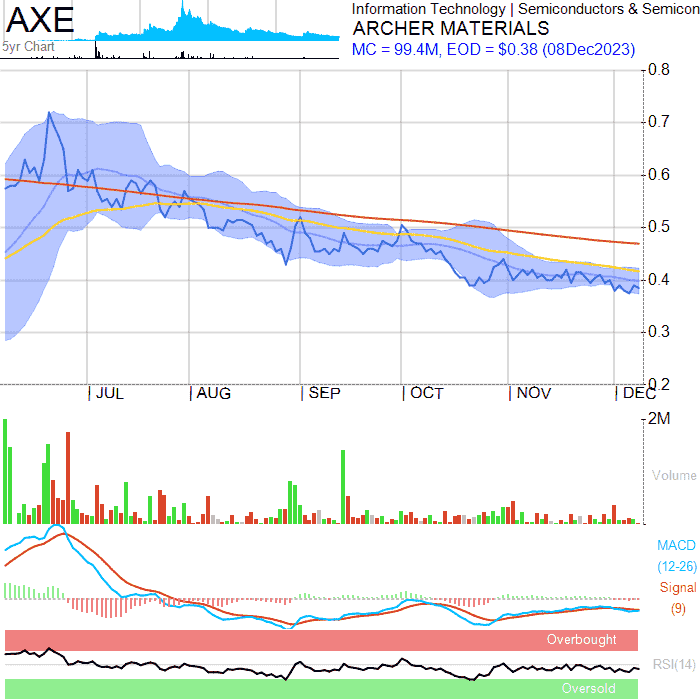 AXE
5yr Chart
Information Technology | Semiconductors & Semicon
ARCHER MATERIALS
MC = 99.4M, EOD = $0.38 (08Dec2023)
0.8
0.7
0.6
0.5
0.4
0.3
0.2
JUL
AUG
SEP
OCT
NOV
DEC
2M
Volume
MACD
(12-26)
Signal
(9)
Overbought
RSI(14)
Oversold